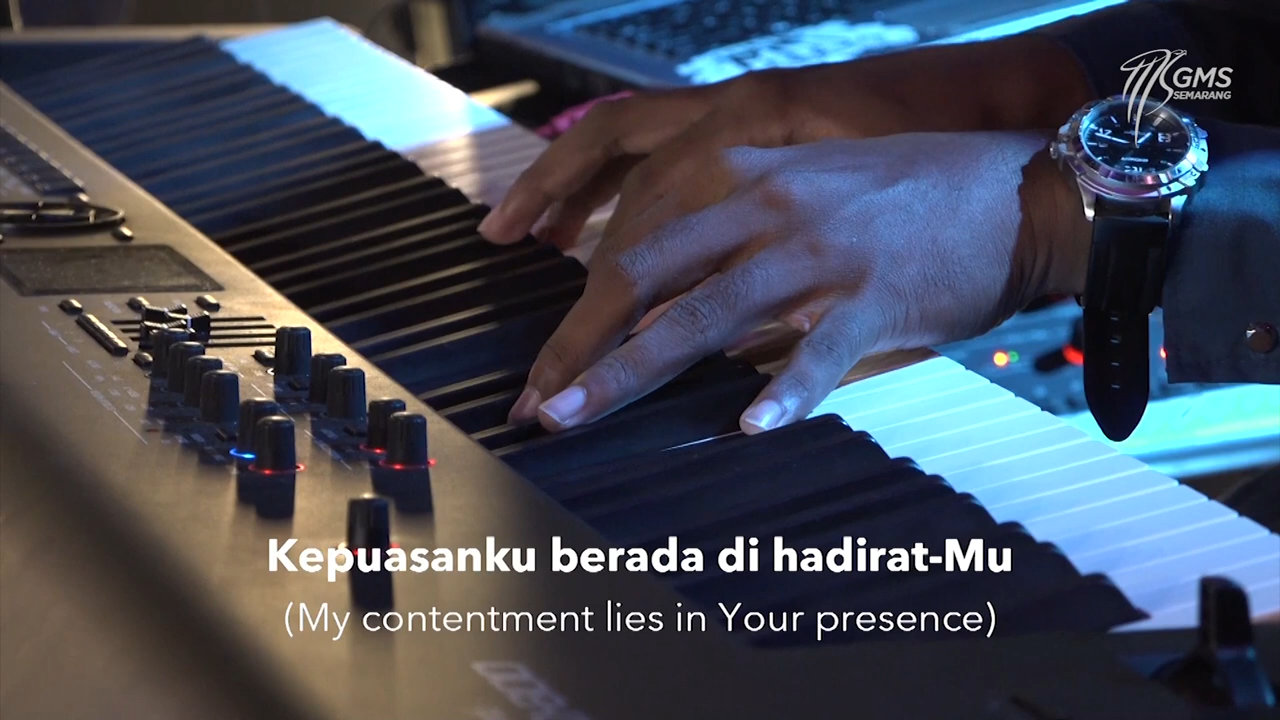 GMS
SEMARANG
Kepuasanku berada di hadirat-Mu
(My contentment lies in Your presence)